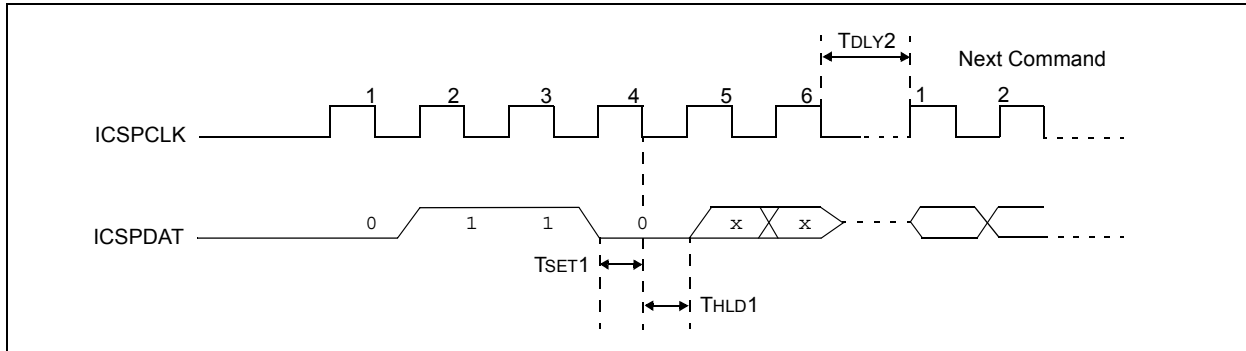 TDLY2
Next Command
1 2 3 4 5 6 1 2
ICSPCLK
ICSPDAT
0 1 1 0 x x
TSET1
THLD1